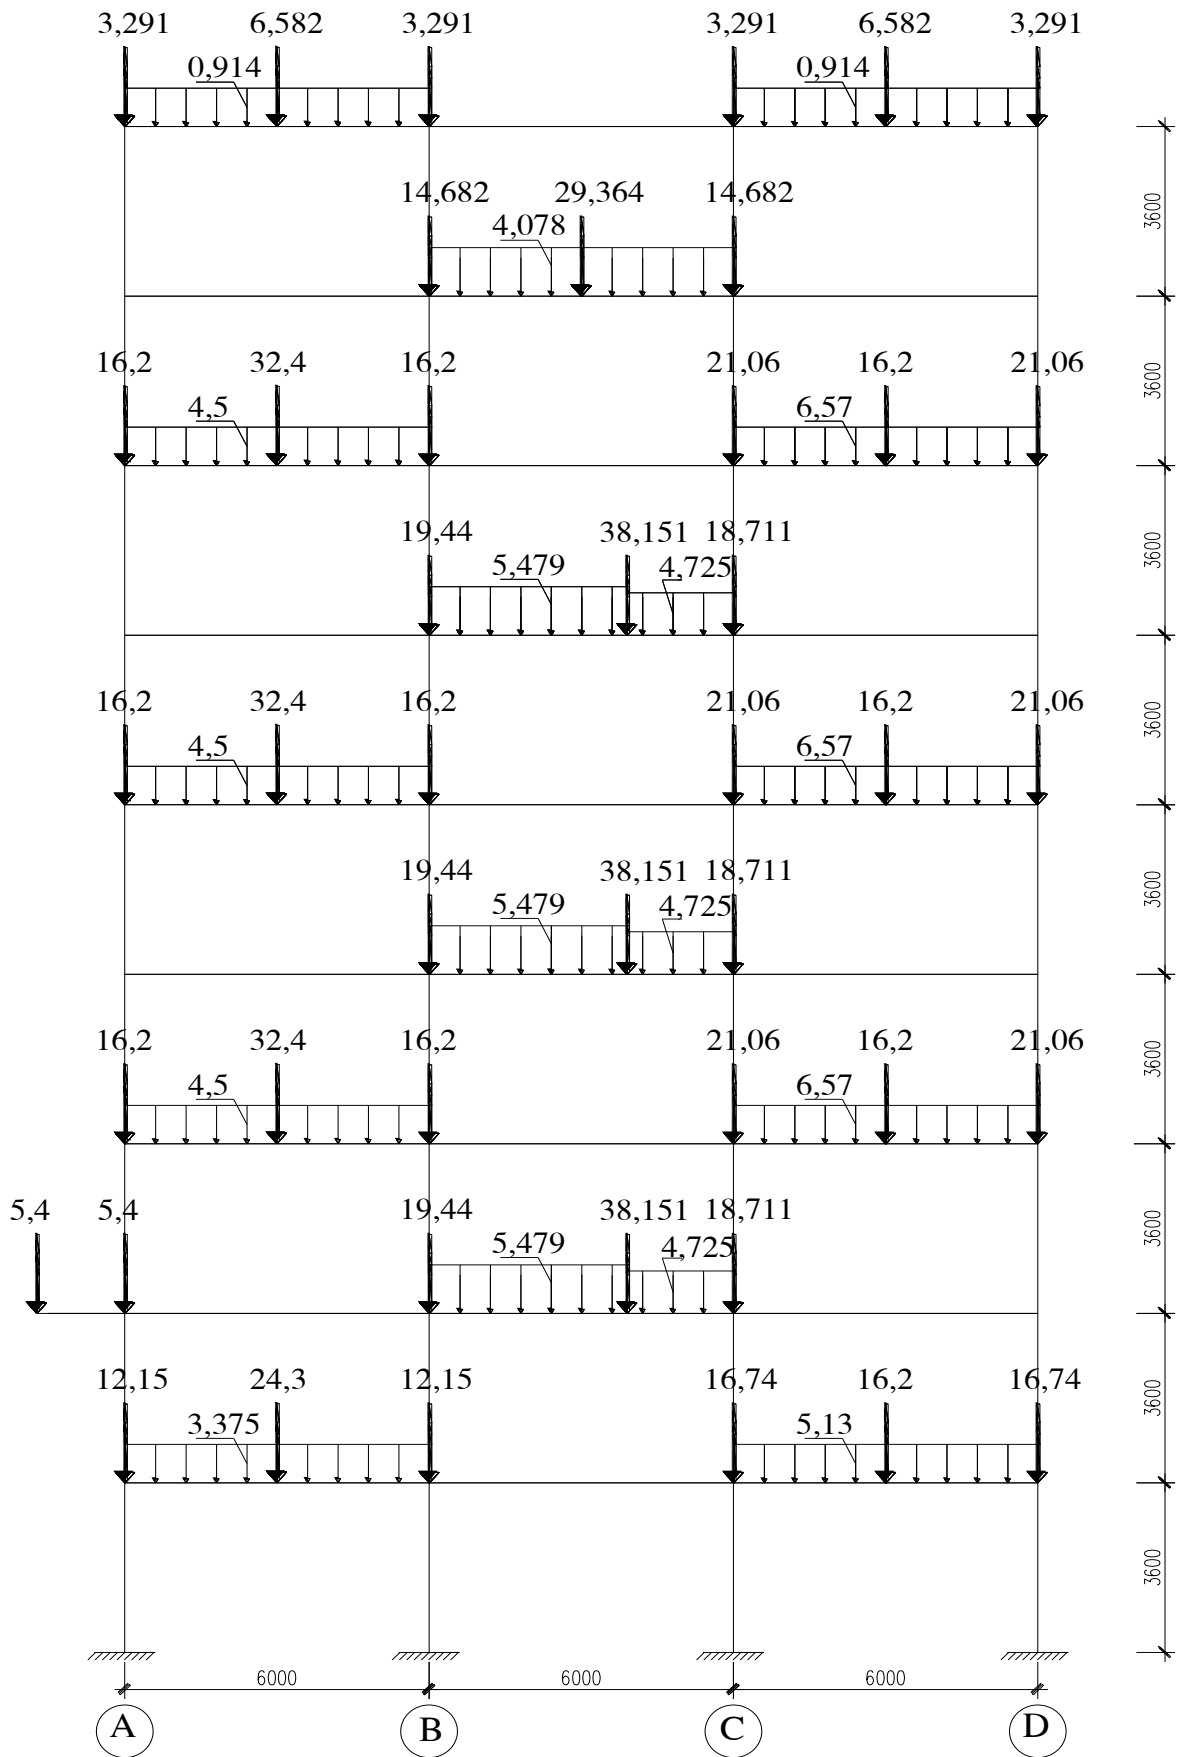 3,291 6,582 3,291 3,291 6,582 3,291
0,914 0,914
14,682 29,364 14,682
4,078
3600
16,2 32,4 16,2 21,06 16,2 21,06
4,5 6,57
3600
19,44 38,151 18,711
5,479 4,725
3600
16,2 32,4 16,2 21,06 16,2 21,06
4,5 6,57
3600
19,44 38,151 18,711
5,479 4,725
3600
16,2 32,4 16,2 21,06 16,2 21,06
4,5 6,57
3600
5,4 5,4 19,44 38,151 18,711
5,479 4,725
3600
12,15 24,3 12,15 16,74 16,2 16,74
3,375 5,13
3600
3600
6000 6000 6000
A B C D